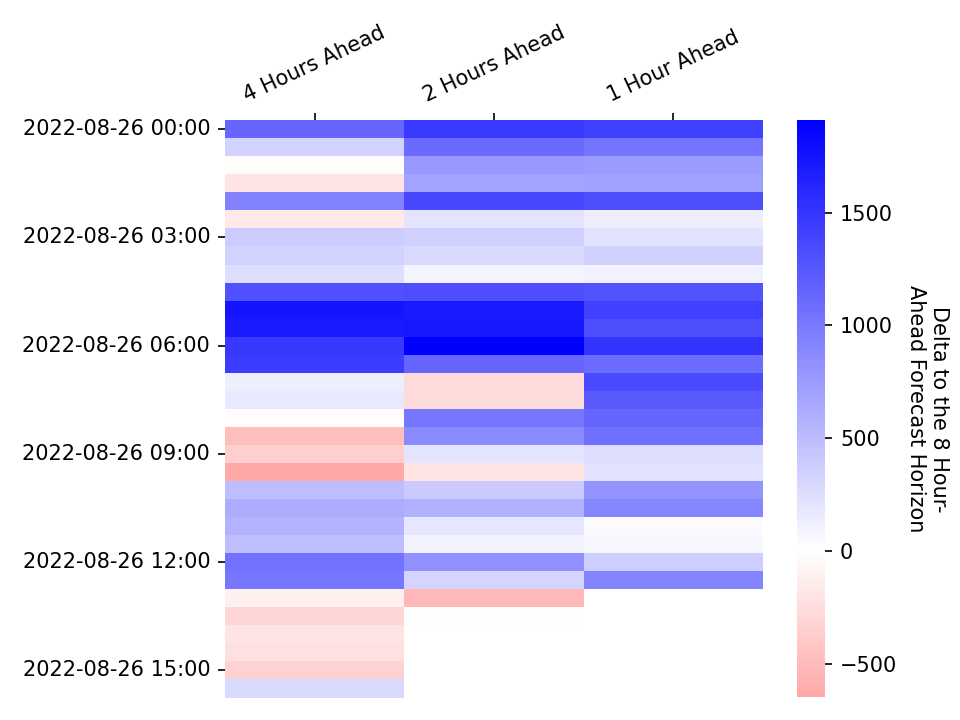 4 Hours Ahead
2 Hours Ahead
1 Hour Ahead
2022-08-26 00:00
2022-08-26 03:00
2022-08-26 06:00
2022-08-26 09:00
2022-08-26 12:00
2022-08-26 15:00
1500
1000
500
0
−500
Delta to the 8 Hour-
Ahead Forecast Horizon